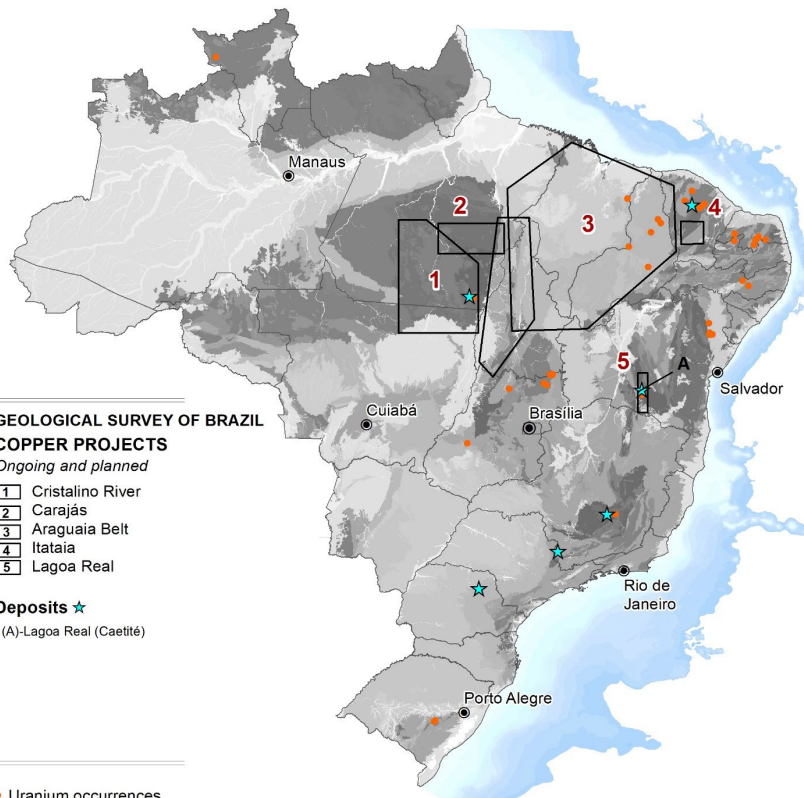 Manaus
2
3
4
1
5
A
Salvador
Cuiabá
Brasília
GEOLOGICAL SURVEY OF BRAZIL
COPPER PROJECTS
Ongoing and planned
1 Cristalino River
2 Carajás
3 Araguaia Belt
4 Itataia
5 Lagoa Real
Deposits
(A)-Lagoa Real (Caetité)
Rio de
Janeiro
Porto Alegre
Uranium occurrences